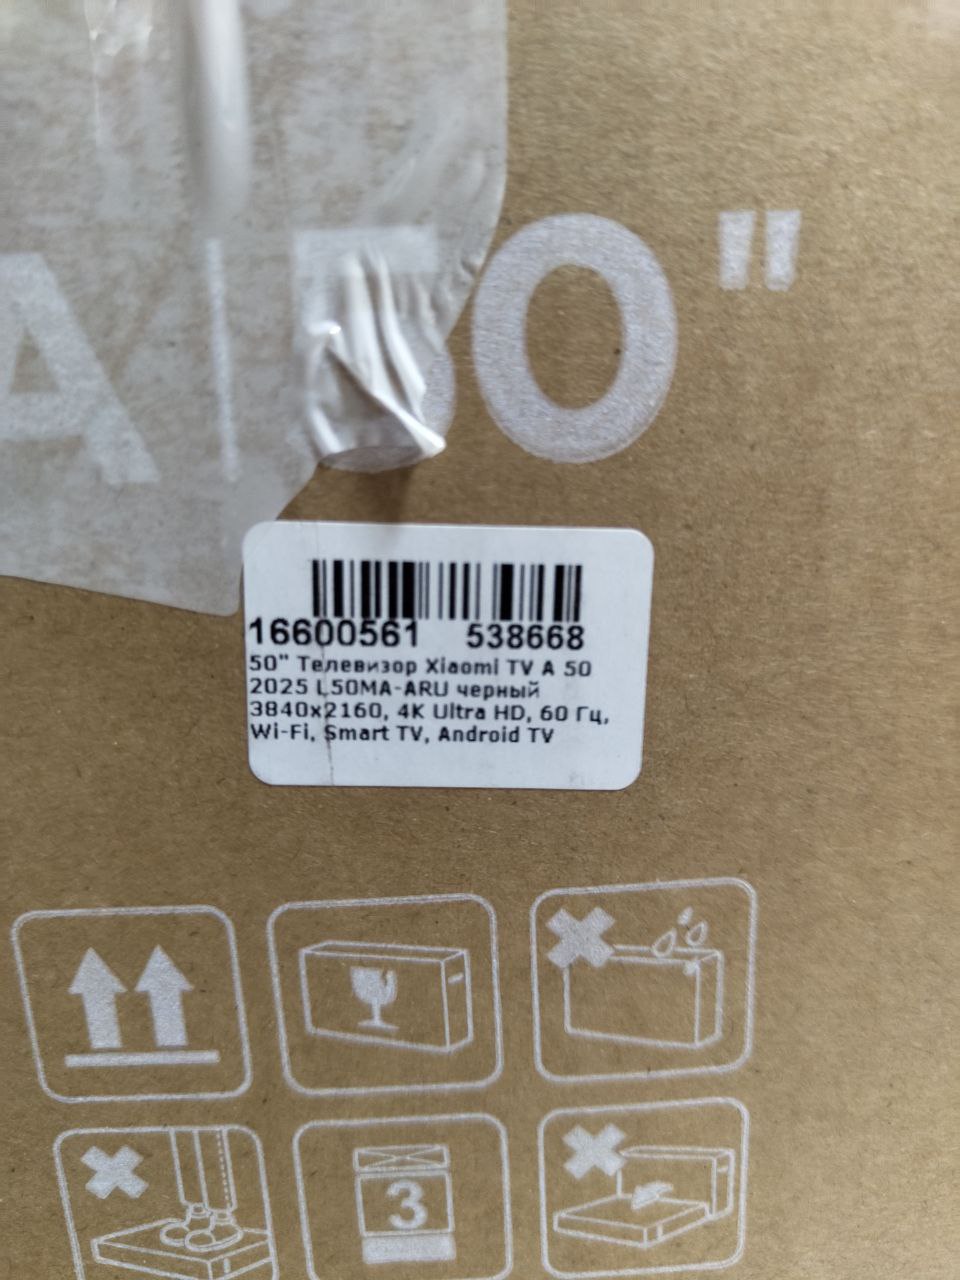 A 50"
16600561 538668
50" Телевизор Xiaomi TV A 50
2025 L50MA-ARU черный
3840x2160, 4K Ultra HD, 60 Гц,
Wi-Fi, Smart TV, Android TV
3